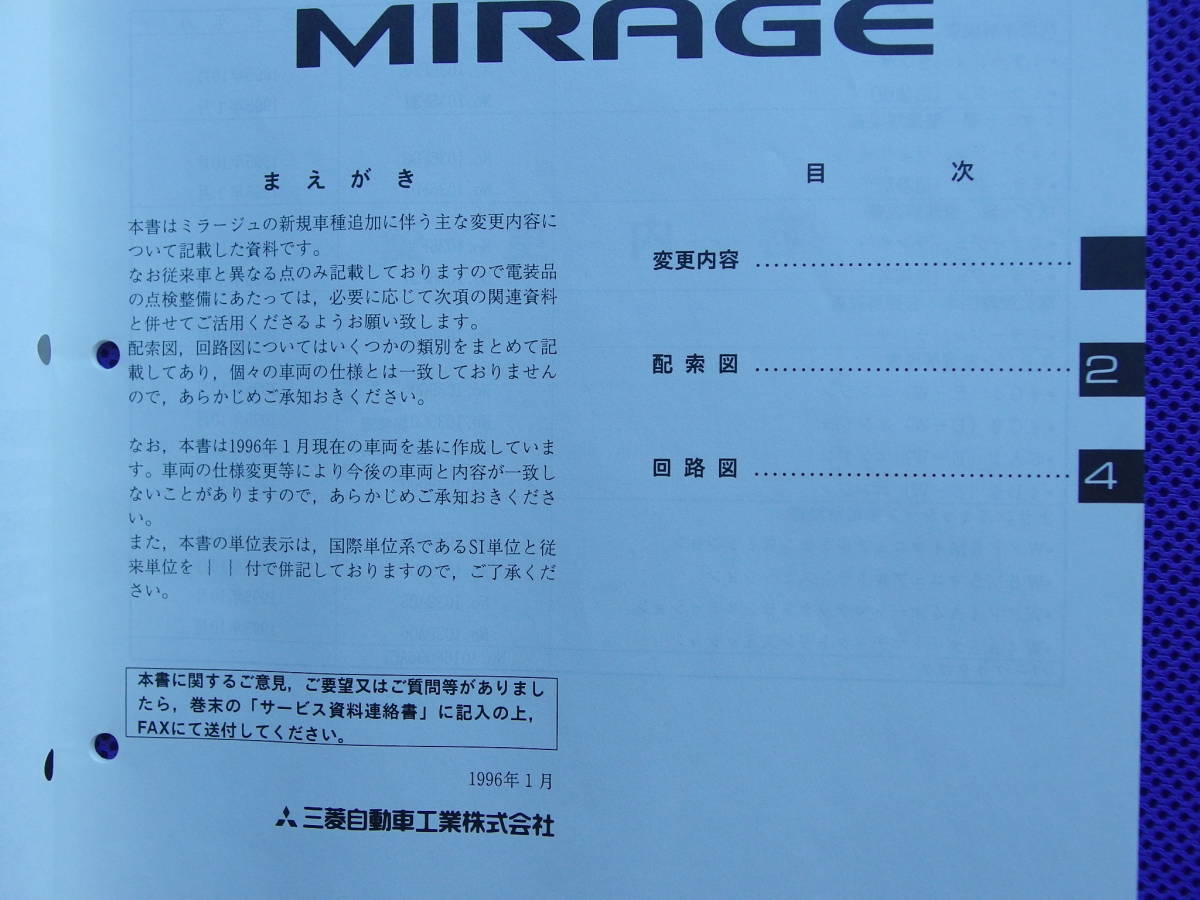 MIRAGE
まえがき
本書はミラージュの新規車種追加に伴う主な変更内容に
ついて記載した資料です。
なお従来車と異なる点のみ記載しておりますので電装品
の点検整備にあたっては，必要に応じて次項の関連資料
と併せてご活用くださるようお願い致します。
配索図，回路図についてはいくつかの類別をまとめて記
載してあり，個々の車両の仕様とは一致しておりません
ので，あらかじめご承知おきください。
なお，本書は1996年1月現在の車両を基に作成していま
す。車両の仕様変更等により今後の車両と内容が一致し
ないことがありますので，あらかじめご承知おきくださ
い。
また，本書の単位表示は，国際単位系であるSI単位と従
来単位を｜｜付で併記しておりますので，ご了承くだ
さい。
本書に関するご意見，ご要望又はご質問等がありまし
たら，巻末の「サービス資料連絡書」に記入の上，
FAXにて送付してください。
1996年1月
三菱自動車工業株式会社
目次
変更内容
配索図 2
回路図 4